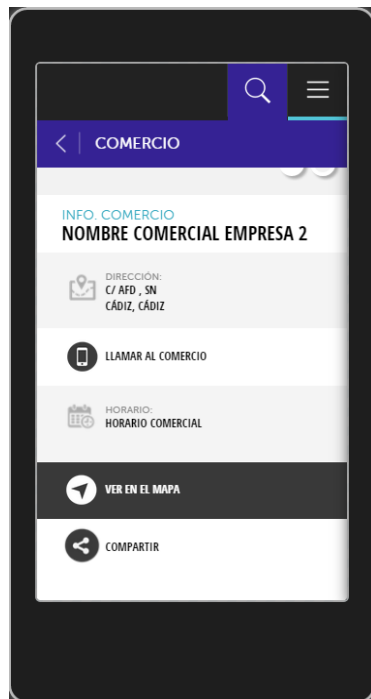 COMERCIO
INFO. COMERCIO
NOMBRE COMERCIAL EMPRESA 2
DIRECCIÓN:
C/ AFD , SN
CÁDIZ, CÁDIZ
LLAMAR AL COMERCIO
HORARIO:
HORARIO COMERCIAL
VER EN EL MAPA
COMPARTIR